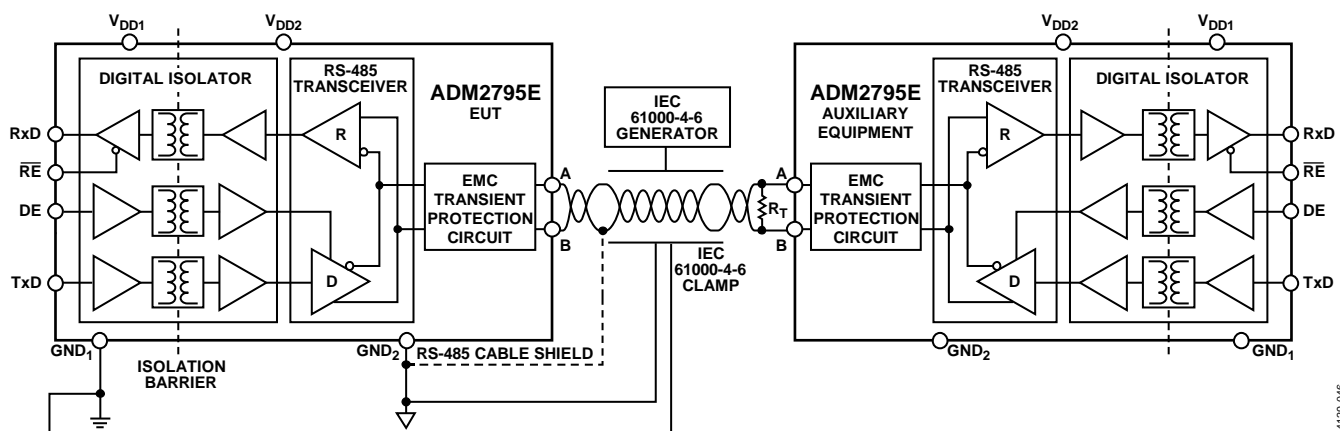 VDD1
VDD2
DIGITAL ISOLATOR
RS-485
TRANSCEIVER
ADM2795E
EUT
RxD
RE
DE
TxD
R
D
EMC
TRANSIENT
PROTECTION
CIRCUIT
A
B
GND1
GND2
ISOLATION
BARRIER
RS-485 CABLE SHIELD
IEC
61000-4-6
GENERATOR
IEC
61000-4-6
CLAMP
RT
VDD2
VDD1
ADM2795E
AUXILIARY
EQUIPMENT
RS-485
TRANSCEIVER
DIGITAL ISOLATOR
A
B
EMC
TRANSIENT
PROTECTION
CIRCUIT
R
D
RxD
RE
DE
TxD
GND2
GND1